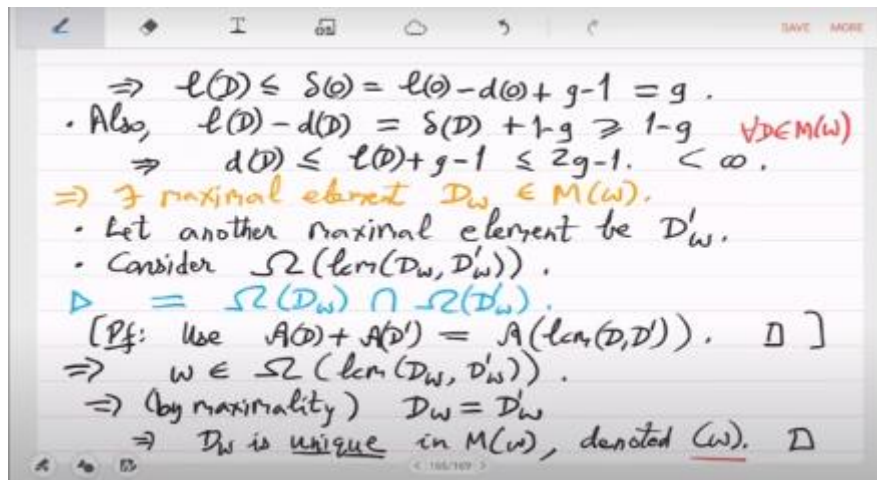 T
SAVE MORE
⇒ ℓ(D) ≤ δ(0) = ℓ(0) - d(0) + g-1 = g .
· Also, ℓ(D) - d(D) = δ(D) + 1-g ≥ 1-g ∀D∈M(ω)
⇒ d(D) ≤ ℓ(D) + g-1 ≤ 2g-1. < ∞ .
⇒ ∃ maximal element D_ω ∈ M(ω).
· Let another maximal element be D'_ω.
· Consider Ω(lcm(D_ω, D'_ω)) .
▷ = Ω(D_ω) ∩ Ω(D'_ω).
[Pf: Use A(D) + A(D') = A(lcm(D,D')). □ ]
⇒ ω ∈ Ω(lcm(D_ω, D'_ω)) .
⇒ (by maximality) D_ω = D'_ω
⇒ D_ω is unique in M(ω), denoted (ω). □
< 168/169 >